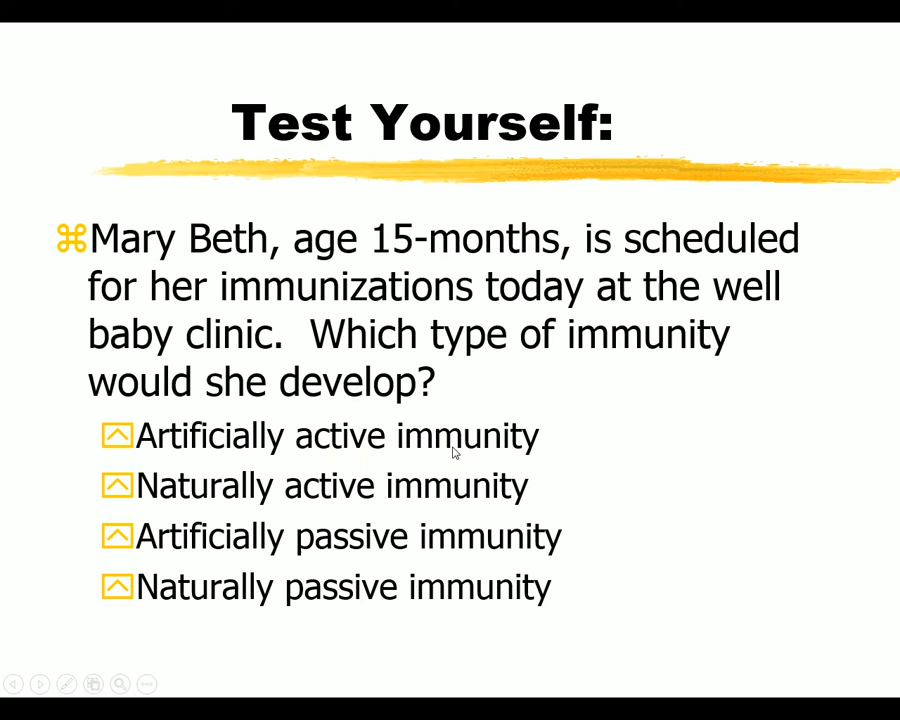 Test Yourself:
Mary Beth, age 15-months, is scheduled
for her immunizations today at the well
baby clinic.  Which type of immunity
would she develop?
Artificially active immunity
Naturally active immunity
Artificially passive immunity
Naturally passive immunity